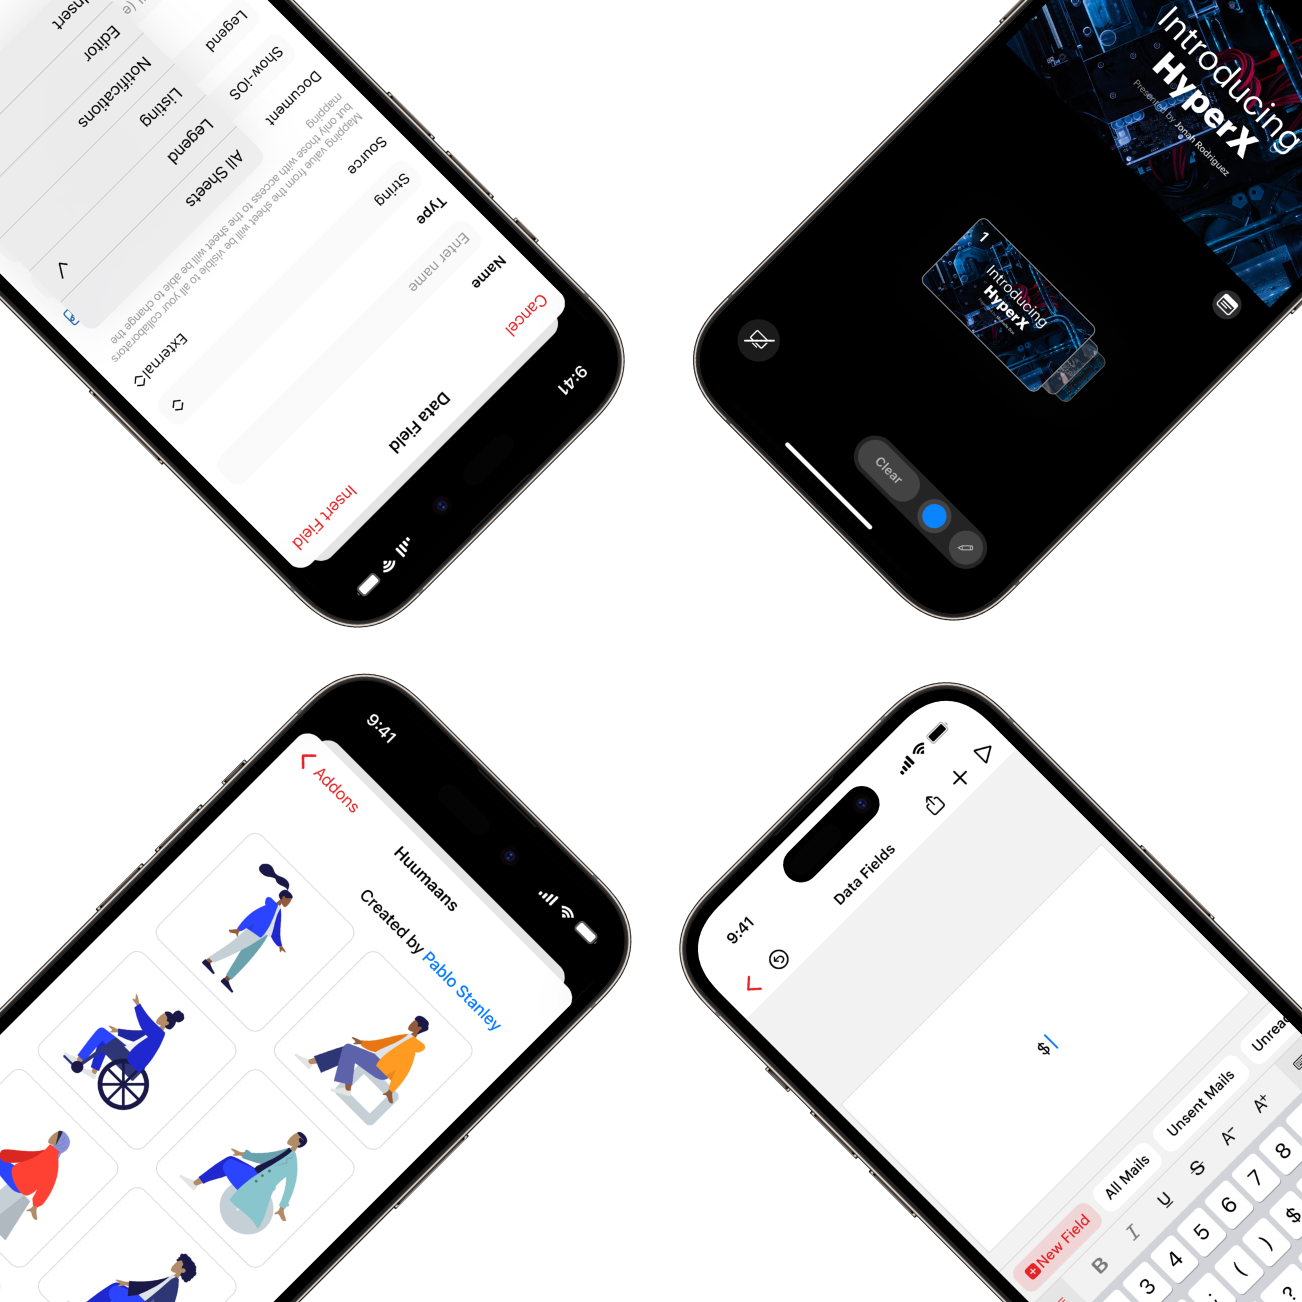 9:41
Cancel
Data Field
Insert Field
Name
Enter name
Type
String
Source
External
Mapping value from the sheet will be visible to all your collaborators
but only those with access to the sheet will be able to change the
mapping
Document
Show-iOS
Legend
All Sheets
Legend
Listing
Notifications
Editor
Insert
Introducing
HyperX
Presented by Jonah Rodriguez
1
Introducing
HyperX
Clear
9:41
Addons
Huumaans
Created by Pablo Stanley
9:41
Data Fields
$
New Field
All Mails
Unsent Mails
Unread
B I U S A- A+
3 4 5 6 7 8
: ( ) $
?